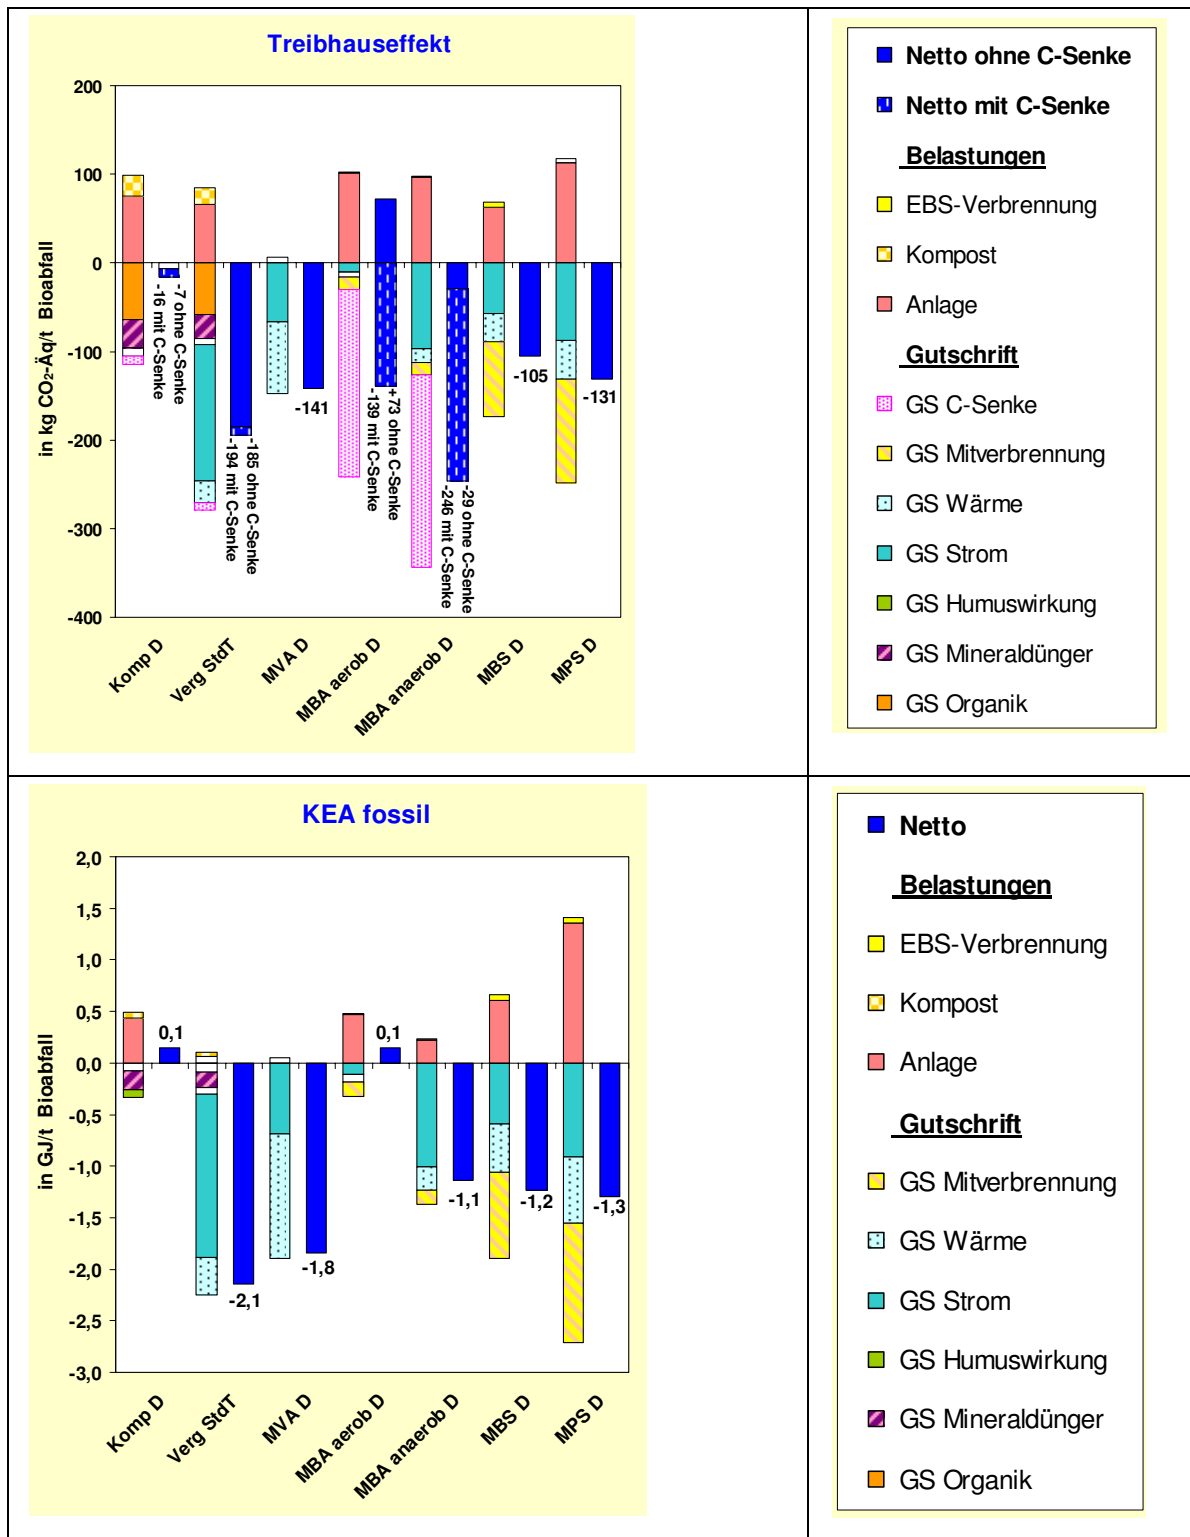 Treibhauseffekt
in kg CO₂-Äq/t Bioabfall
200
100
0
-100
-200
-300
-400
-7 ohne C-Senke
-16 mit C-Senke
-185 ohne C-Senke
-194 mit C-Senke
-141
+73 ohne C-Senke
-139 mit C-Senke
-29 ohne C-Senke
-246 mit C-Senke
-105
-131
Komp D
Verg StdT
MVA D
MBA aerob D
MBA anaerob D
MBS D
MPS D
Netto ohne C-Senke
Netto mit C-Senke
Belastungen
EBS-Verbrennung
Kompost
Anlage
Gutschrift
GS C-Senke
GS Mitverbrennung
GS Wärme
GS Strom
GS Humuswirkung
GS Mineraldünger
GS Organik
KEA fossil
in GJ/t Bioabfall
2,0
1,5
1,0
0,5
0,0
-0,5
-1,0
-1,5
-2,0
-2,5
-3,0
0,1
-2,1
-1,8
0,1
-1,1
-1,2
-1,3
Komp D
Verg StdT
MVA D
MBA aerob D
MBA anaerob D
MBS D
MPS D
Netto
Belastungen
EBS-Verbrennung
Kompost
Anlage
Gutschrift
GS Mitverbrennung
GS Wärme
GS Strom
GS Humuswirkung
GS Mineraldünger
GS Organik